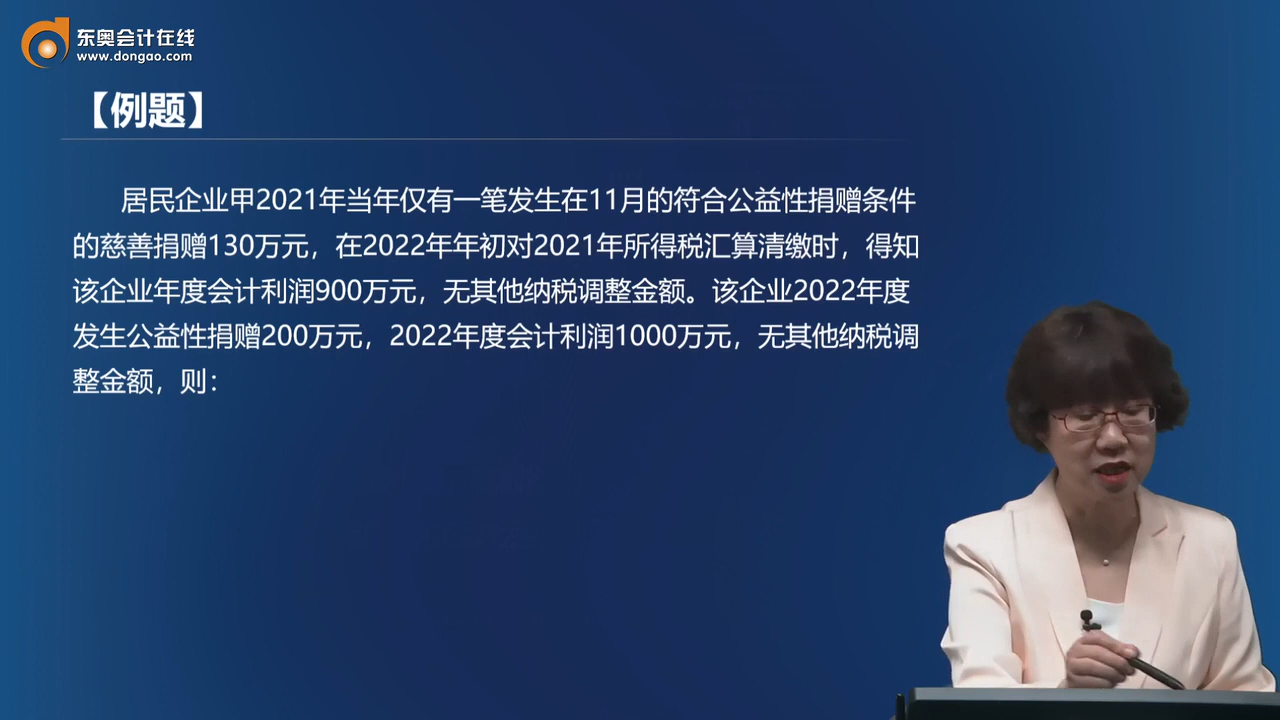 东奥会计在线
www.dongao.com
【例题】
居民企业甲2021年当年仅有一笔发生在11月的符合公益性捐赠条件
的慈善捐赠130万元，在2022年年初对2021年所得税汇算清缴时，得知
该企业年度会计利润900万元，无其他纳税调整金额。该企业2022年度
发生公益性捐赠200万元，2022年度会计利润1000万元，无其他纳税调
整金额，则：